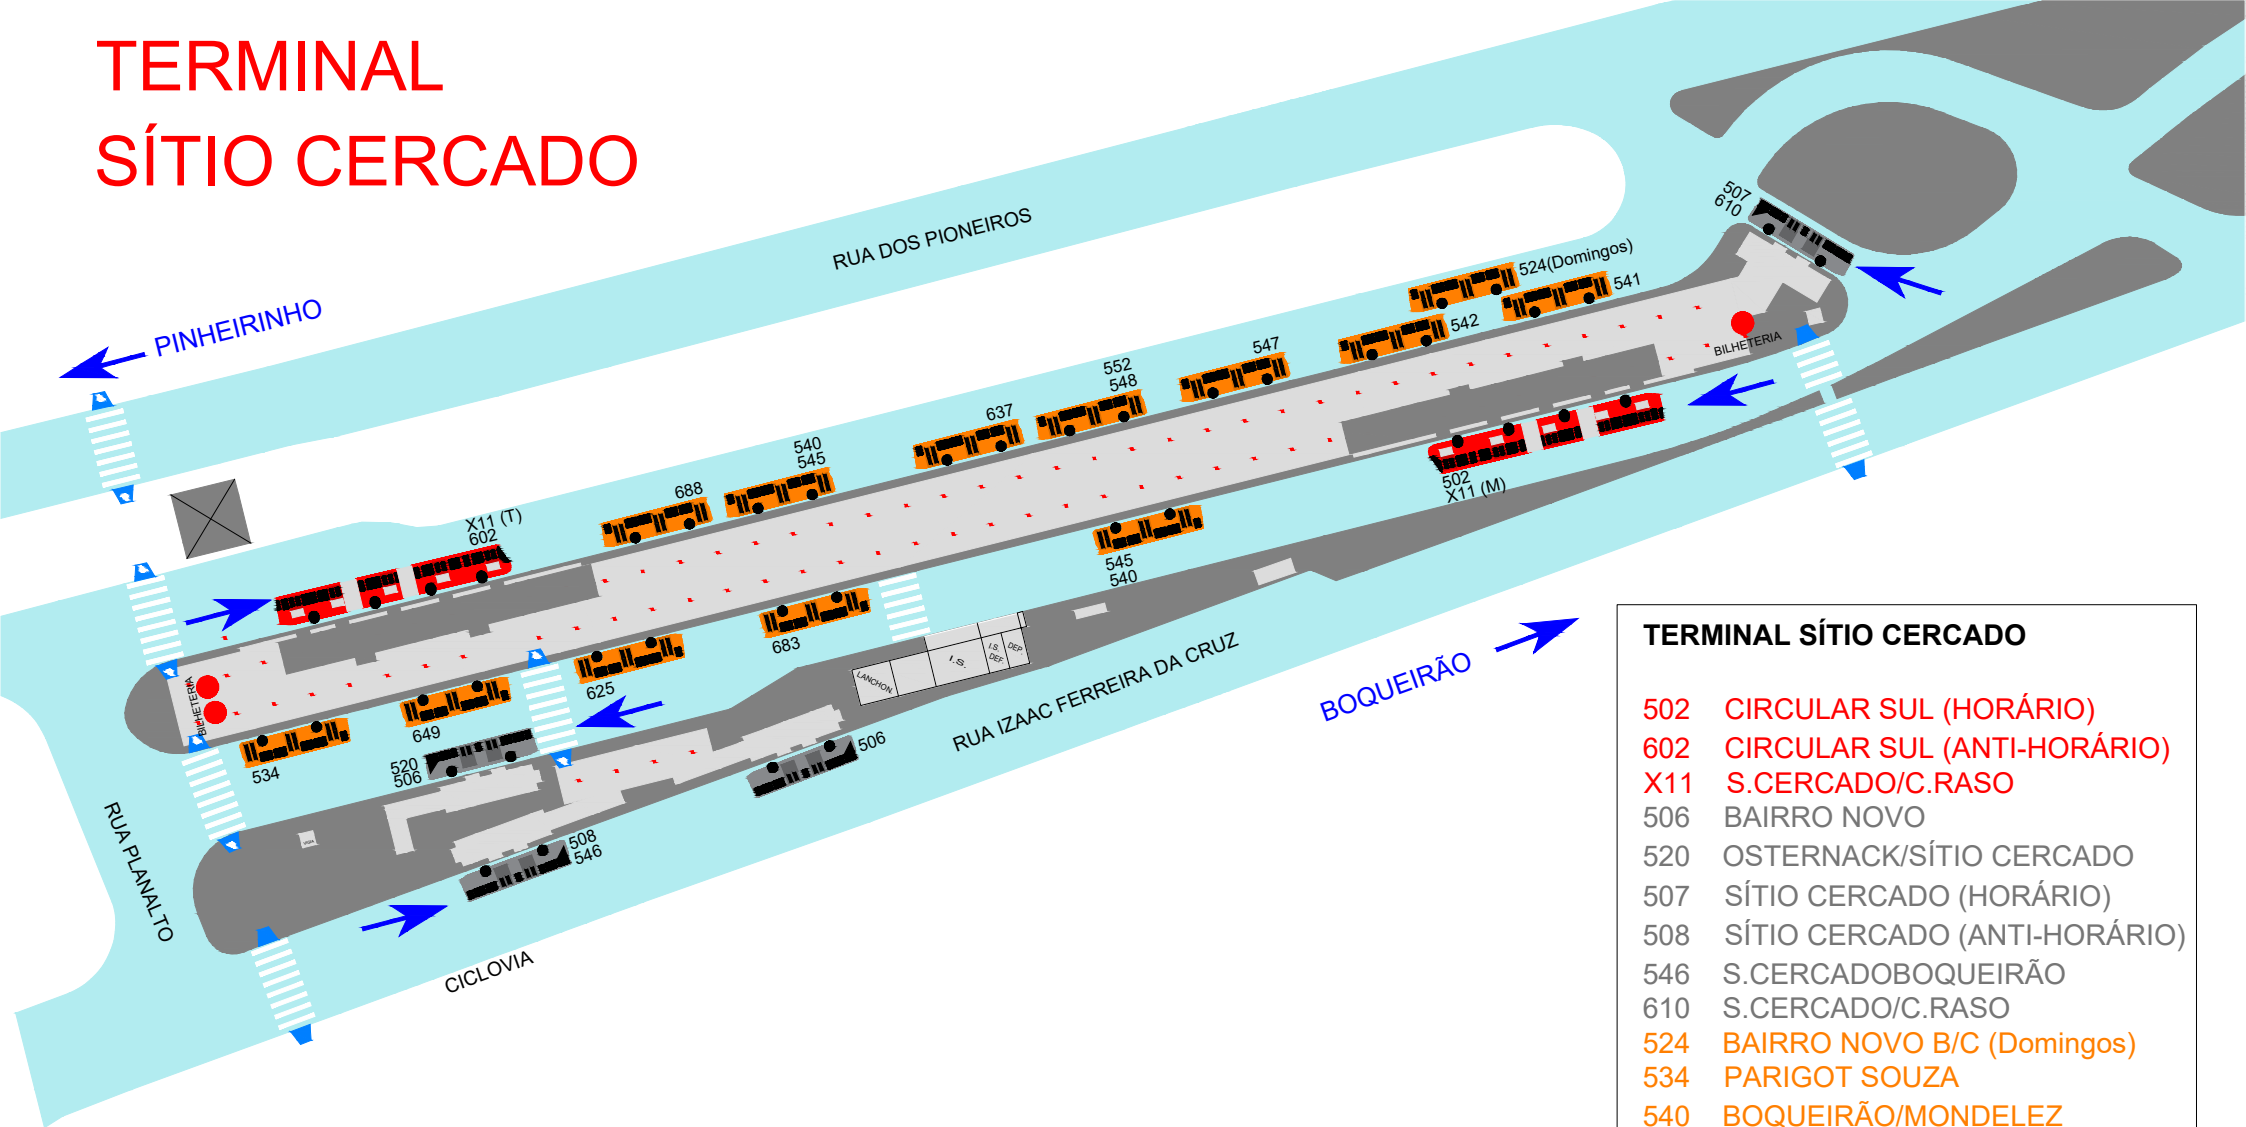 TERMINAL
SÍTIO CERCADO
RUA DOS PIONEIROS
PINHEIRINHO
507
610
524(Domingos)
541
542
547
552
548
637
540
545
688
X11 (T)
602
BILHETERIA
502
X11 (M)
545
540
683
625
649
534
BILHETERIA
520
506
506
508
546
LANCHON.
I.S.
I.S.
DEF.
DEP
RUA IZAAC FERREIRA DA CRUZ
BOQUEIRÃO
RUA PLANALTO
CICLOVIA
TERMINAL SÍTIO CERCADO
502 CIRCULAR SUL (HORÁRIO)
602 CIRCULAR SUL (ANTI-HORÁRIO)
X11 S.CERCADO/C.RASO
506 BAIRRO NOVO
520 OSTERNACK/SÍTIO CERCADO
507 SÍTIO CERCADO (HORÁRIO)
508 SÍTIO CERCADO (ANTI-HORÁRIO)
546 S.CERCADOBOQUEIRÃO
610 S.CERCADO/C.RASO
524 BAIRRO NOVO B/C (Domingos)
534 PARIGOT SOUZA
540 BOQUEIRÃO/MONDELEZ